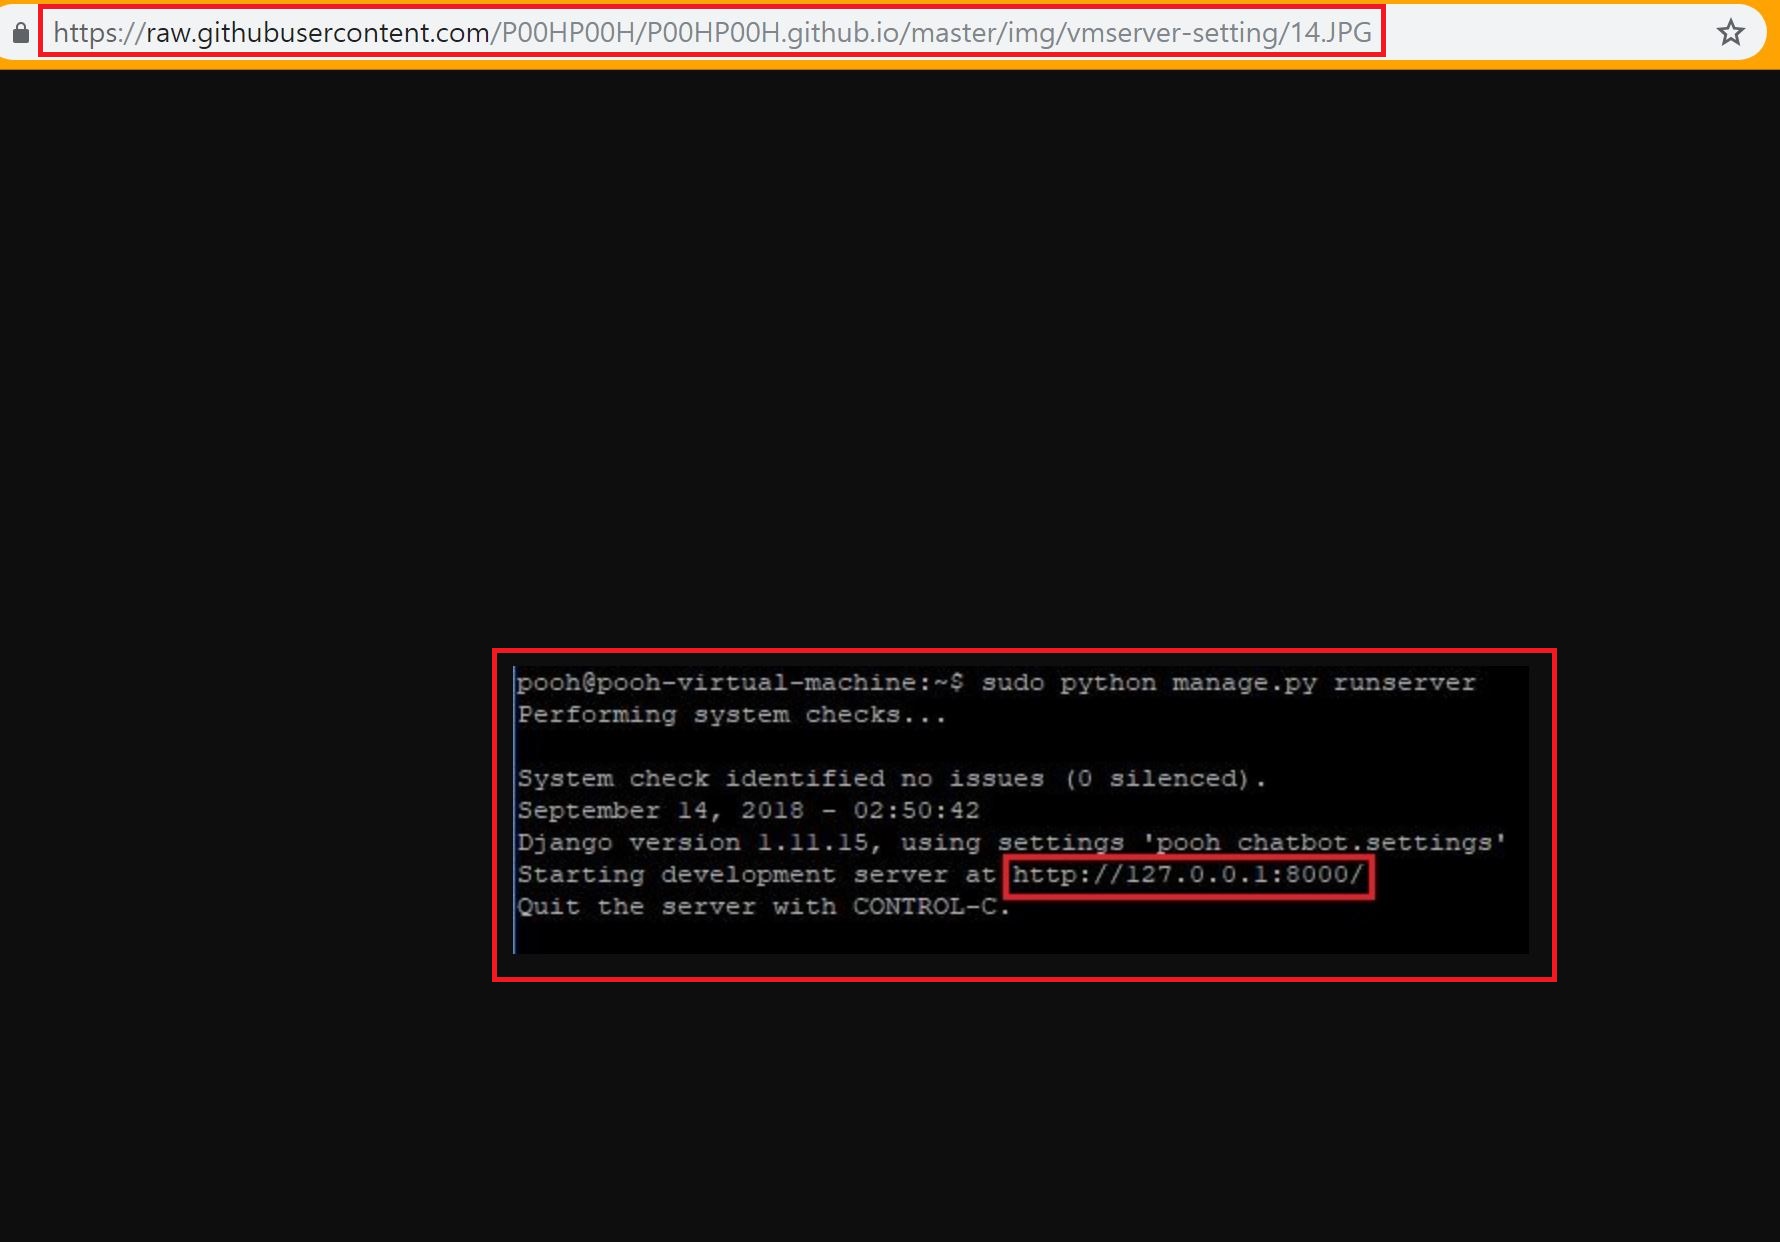 https://raw.githubusercontent.com/P00HP00H/P00HP00H.github.io/master/img/vmserver-setting/14.JPG
pooh@pooh-virtual-machine:~$ sudo python manage.py runserver
Performing system checks...
System check identified no issues (0 silenced).
September 14, 2018 - 02:50:42
Django version 1.11.15, using settings 'pooh_chatbot.settings'
Starting development server at http://127.0.0.1:8000/
Quit the server with CONTROL-C.